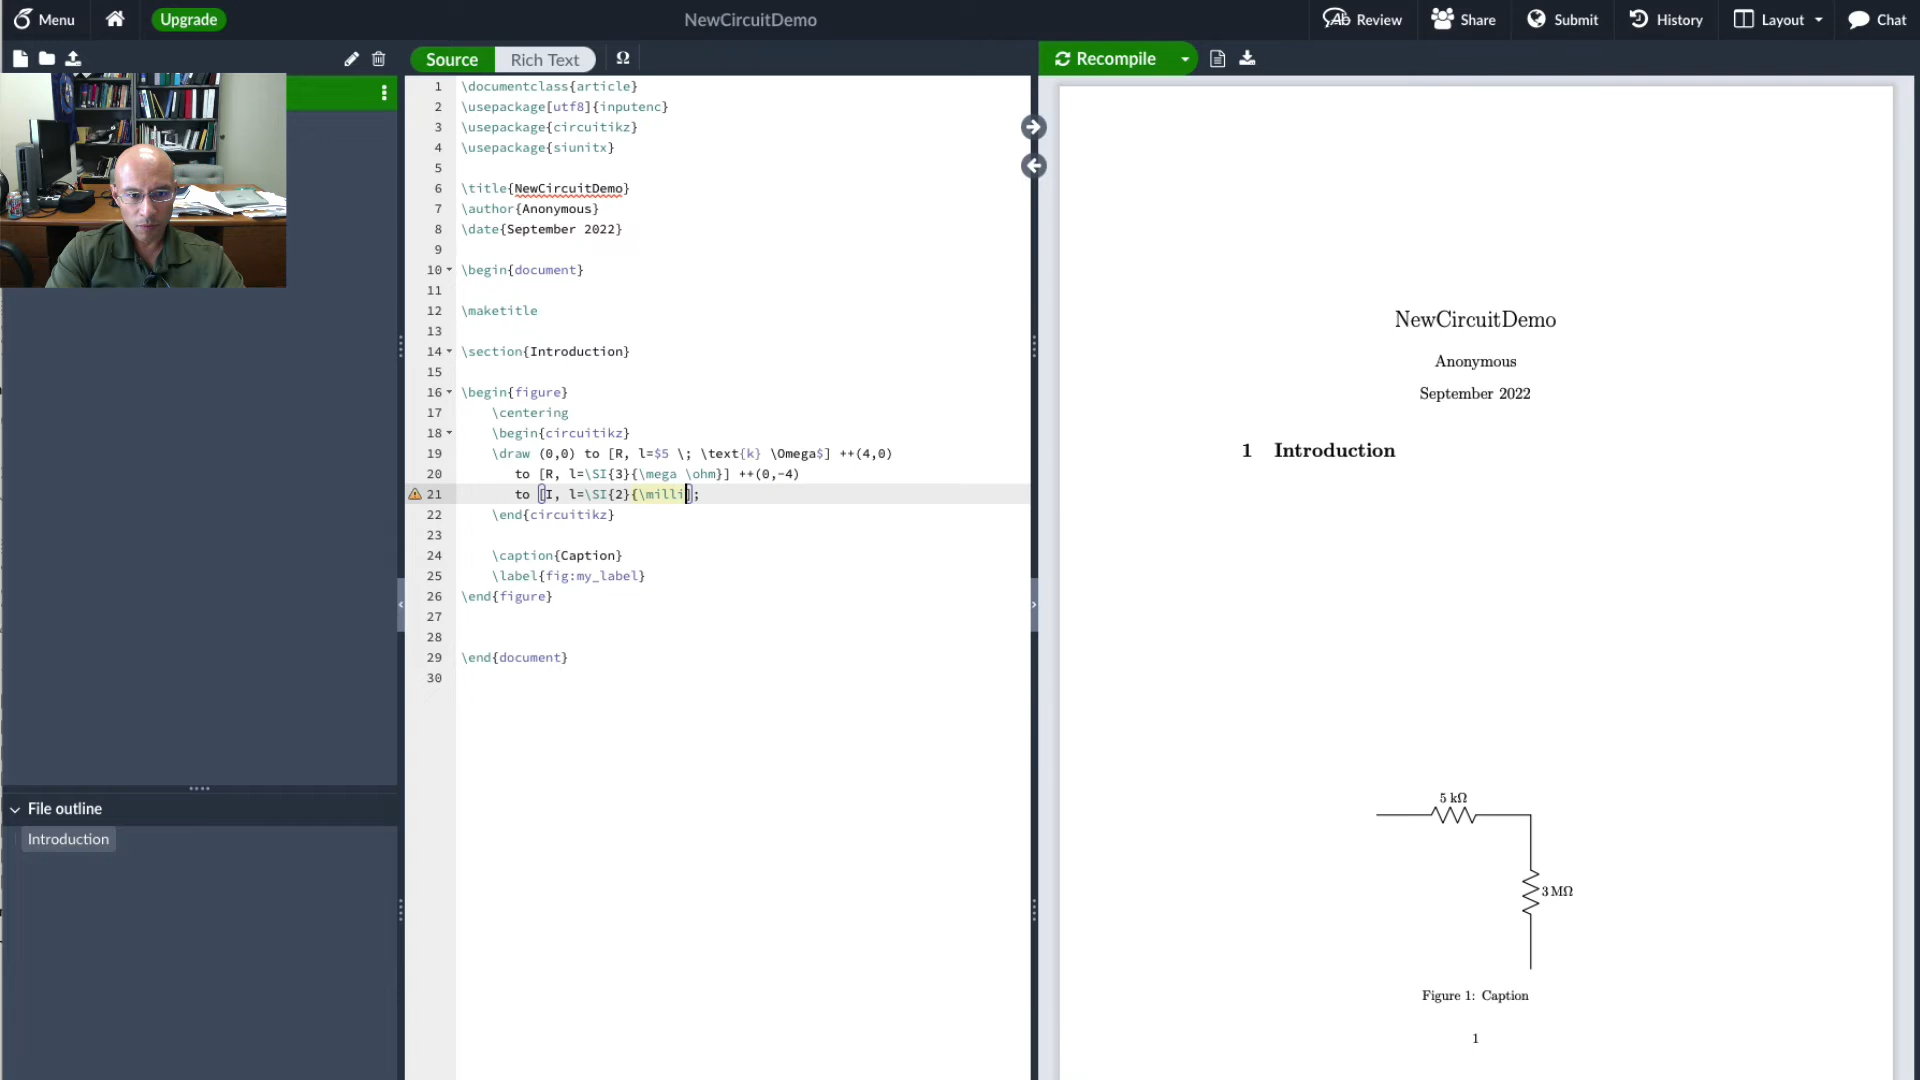 Menu
Upgrade
NewCircuitDemo
Review
Share
Submit
History
Layout
Chat
Source
Rich Text
Ω
Recompile
1 \documentclass{article}
2 \usepackage[utf8]{inputenc}
3 \usepackage{circuitikz}
4 \usepackage{siunitx}
5
6 \title{NewCircuitDemo}
7 \author{Anonymous}
8 \date{September 2022}
9
10 \begin{document}
11
12 \maketitle
13
14 \section{Introduction}
15
16 \begin{figure}
17 \centering
18 \begin{circuitikz}
19 \draw (0,0) to [R, l=$5 \; \text{k} \Omega$] ++(4,0)
20 to [R, l=\SI{3}{\mega \ohm}] ++(0,-4)
21 to [I, l=\SI{2}{\milli];
22 \end{circuitikz}
23
24 \caption{Caption}
25 \label{fig:my_label}
26 \end{figure}
27
28
29 \end{document}
30
File outline
Introduction
NewCircuitDemo
Anonymous
September 2022
1 Introduction
5 kΩ
3 MΩ
Figure 1: Caption
1